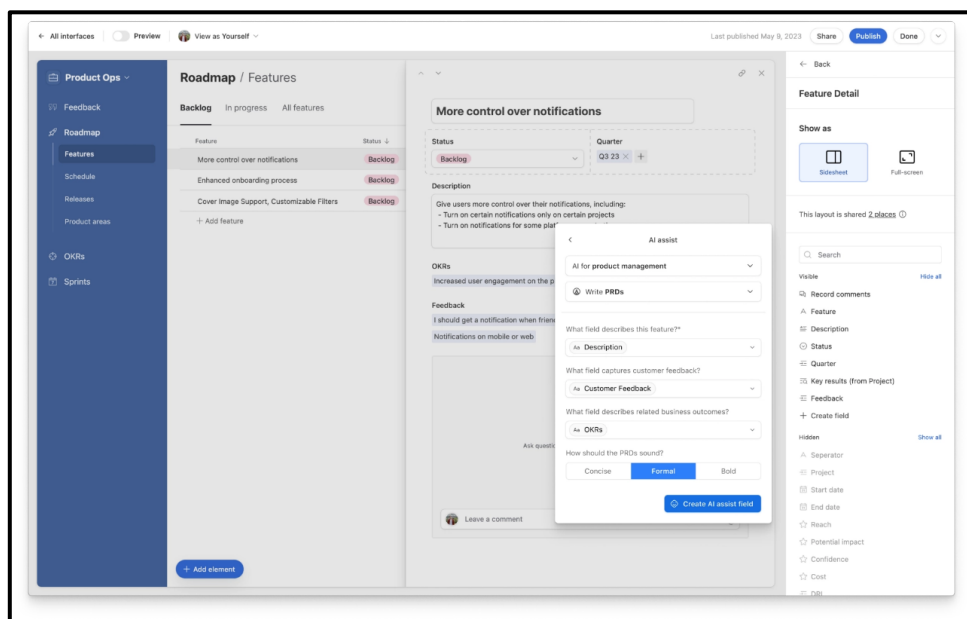 ← All interfaces Preview View as Yourself
Last published May 9, 2023 Share Publish Done
Product Ops
Feedback
Roadmap
Features
Schedule
Releases
Product areas
OKRs
Sprints
Roadmap / Features
Backlog In progress All features
Feature Status ↓
More control over notifications Backlog
Enhanced onboarding process Backlog
Cover Image Support, Customizable Filters Backlog
+ Add feature
+ Add element
More control over notifications
Status Quarter
Backlog Q3 23 × +
Description
Give users more control over their notifications, including:
- Turn on certain notifications only on certain projects
- Turn on notifications for some
OKRs
Increased user engagement on the
Feedback
I should get a notification when
Notifications on mobile or web
Ask
Leave a comment
AI assist
AI for product management
Write PRDs
What field describes this feature?*
Aa Description
What field captures customer feedback?
Aa Customer Feedback
What field describes related business outcomes?
Aa OKRs
How should the PRDs sound?
Concise Formal Bold
Create AI assist field
← Back
Feature Detail
Show as
Sidesheet Full-screen
This layout is shared 2 places
Search
Visible Hide all
Record comments
Feature
Description
Status
Quarter
Key results (from Project)
Feedback
+ Create field
Hidden Show all
Seperator
Project
Start date
End date
Reach
Potential impact
Confidence
Cost
DRI